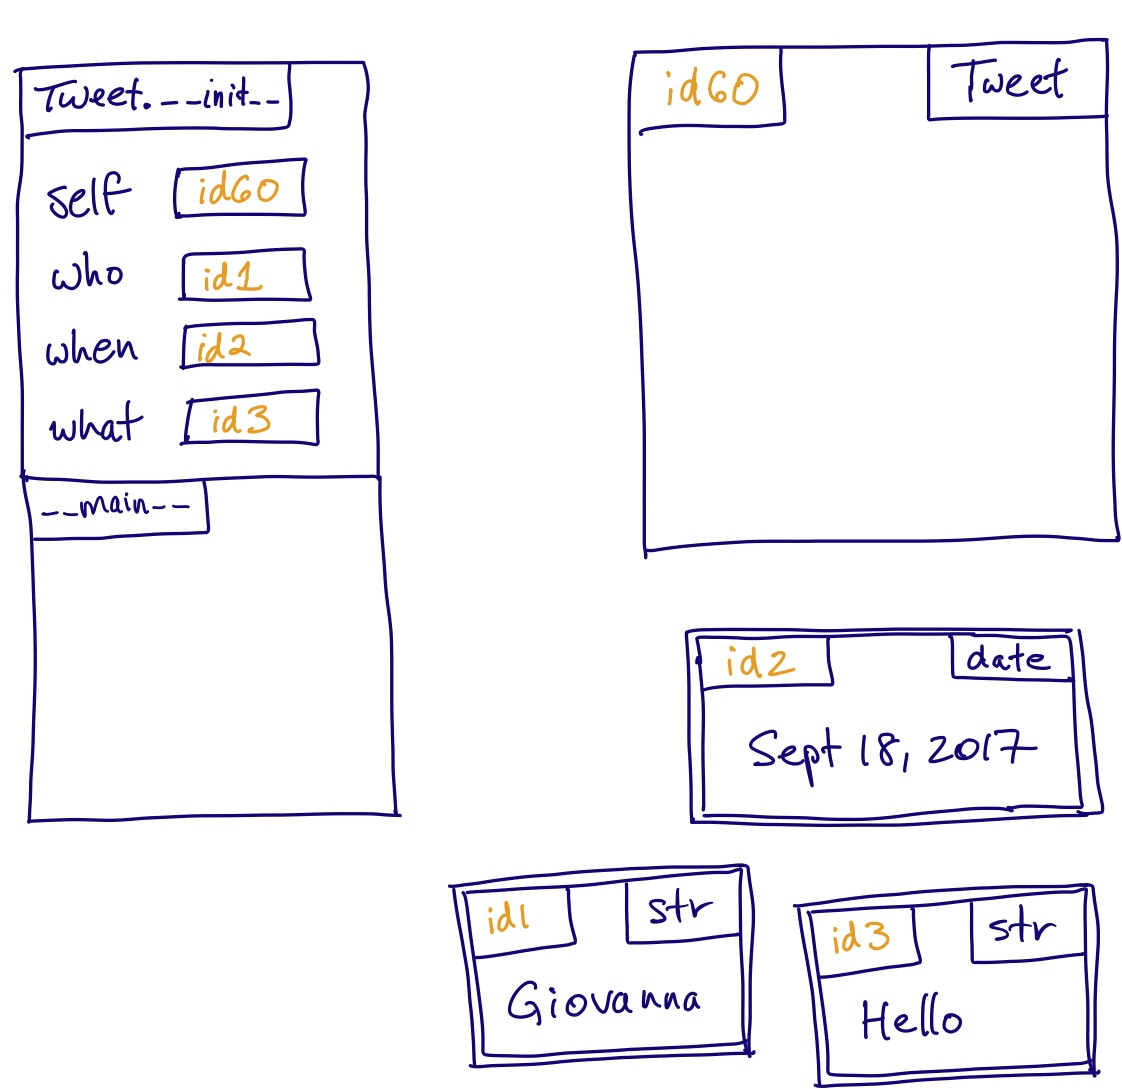 Tweet.__init__
self id60
who id1
when id2
what id3
__main__
id60 Tweet
id2 date
Sept 18, 2017
id1 str
Giovanna
id3 str
Hello